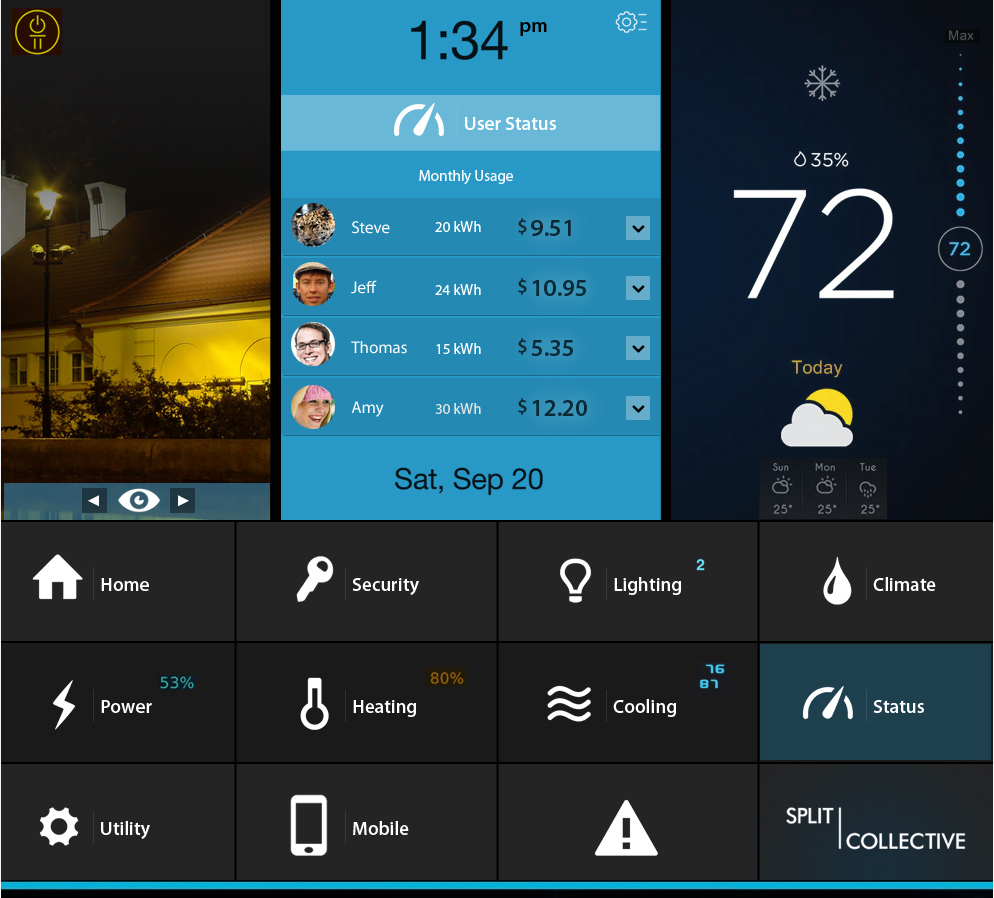 1:34 pm
User Status
Monthly Usage
Steve 20 kWh $ 9.51
Jeff 24 kWh $ 10.95
Thomas 15 kWh $ 5.35
Amy 30 kWh $ 12.20
Sat, Sep 20
Max
35%
72
72
Today
Sun Mon Tue
25° 25° 25°
Home
Security
Lighting 2
Climate
Power 53%
Heating 80%
Cooling 76
87
Status
Utility
Mobile
SPLIT
COLLECTIVE